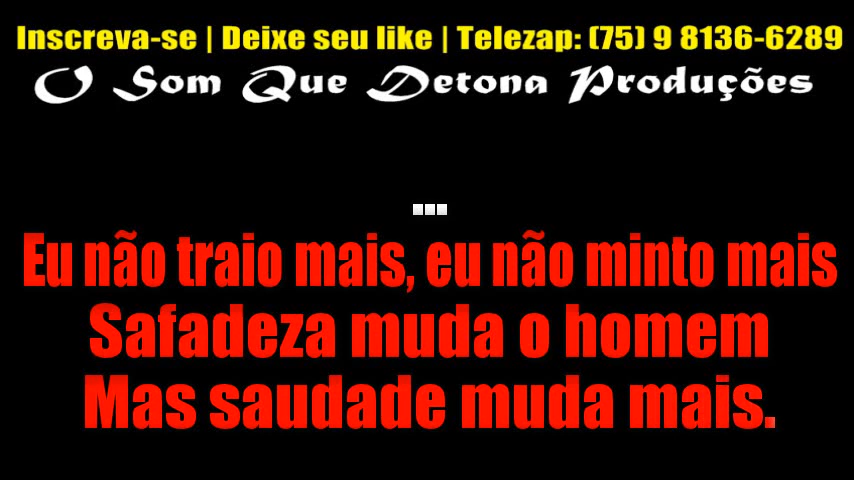 Inscreva-se | Deixe seu like | Telezap: (75) 9 8136-6289
O Som Que Detona Produções
...
Eu não traio mais, eu não minto mais
Safadeza muda o homem
Mas saudade muda mais.